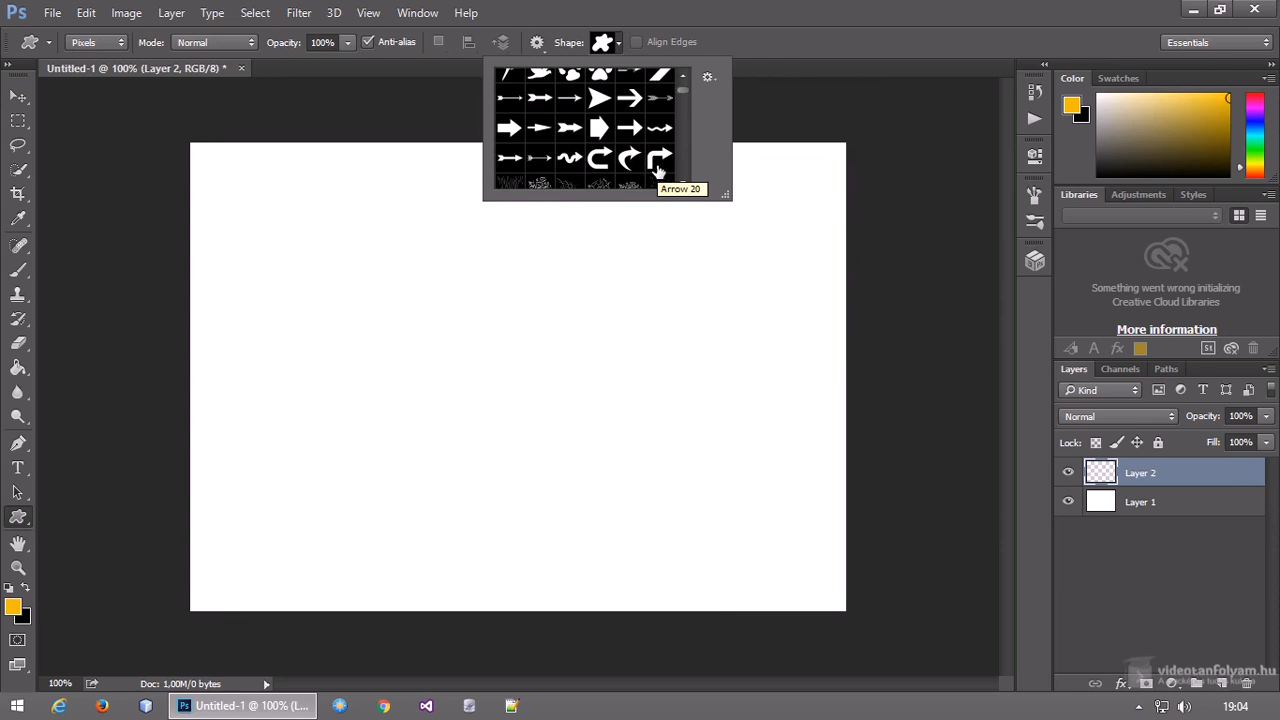 Ps File Edit Image Layer Type Select Filter 3D View Window Help
Pixels Mode: Normal Opacity: 100% Anti-alias Shape: Align Edges Essentials
Untitled-1 @ 100% (Layer 2, RGB/8) *
Arrow 20
Color Swatches
Libraries Adjustments Styles
Something went wrong initializing
Creative Cloud Libraries
More information
St
Layers Channels Paths
Kind
Normal Opacity: 100%
Lock: Fill: 100%
Layer 2
Layer 1
videotanfolyam.hu
100% Doc: 1,00M/0 bytes
Ps Untitled-1 @ 100% (L... 19:04